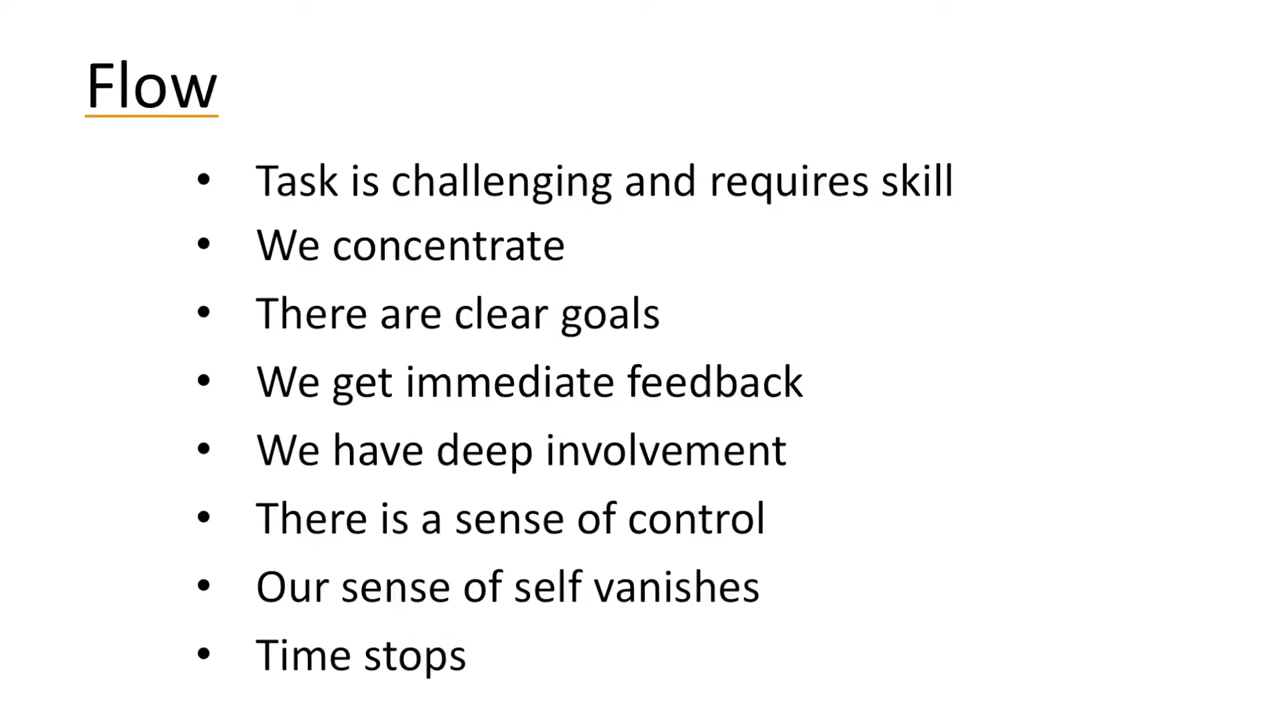 Flow
• Task is challenging and requires skill
• We concentrate
• There are clear goals
• We get immediate feedback
• We have deep involvement
• There is a sense of control
• Our sense of self vanishes
• Time stops